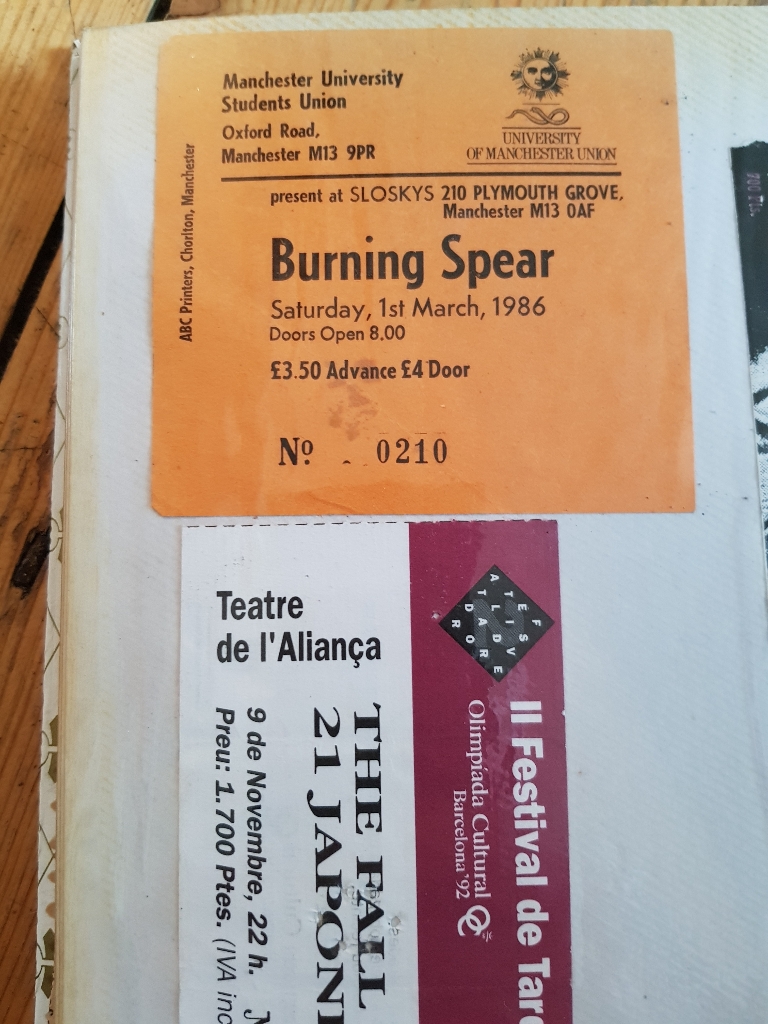 Manchester University
Students Union
Oxford Road,
Manchester M13 9PR
UNIVERSITY
OF MANCHESTER UNION
ABC Printers, Chorlton, Manchester
present at SLOSKYS 210 PLYMOUTH GROVE,
Manchester M13 0AF
Burning Spear
Saturday, 1st March, 1986
Doors Open 8.00
£3.50 Advance £4 Door
Nº 0210
Teatre
de l'Aliança
II Festival de
Olimpíada Cultural
Barcelona'92
THE FALL
21 JAPONE
9 de Novembre, 22 h.
Preu: 1.700 Ptes. (IVA inc